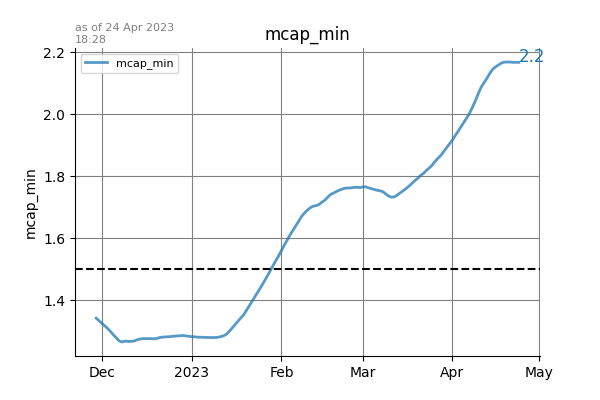 as of 24 Apr 2023
18:28
mcap_min
2.2
mcap_min
2.2
2.0
1.8
1.6
1.4
mcap_min
Dec
2023
Feb
Mar
Apr
May